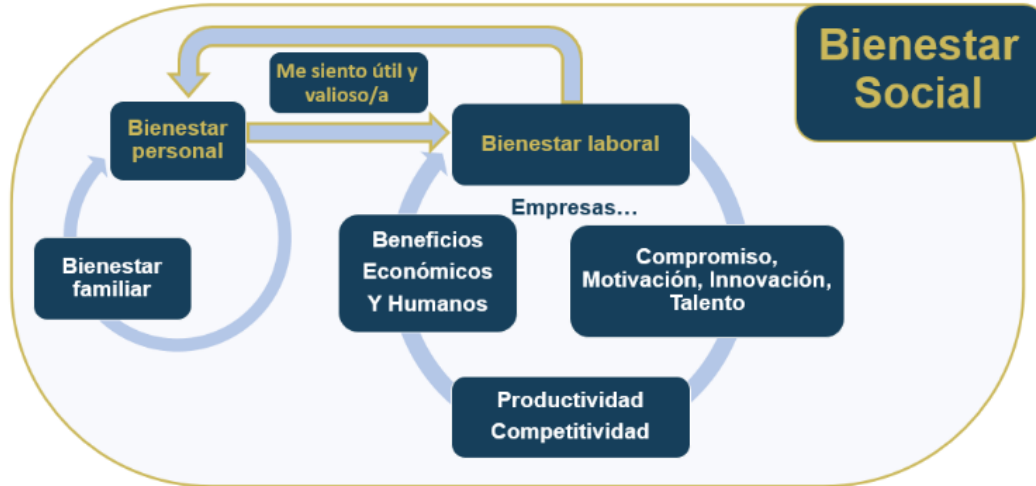 Bienestar
Social
Me siento útil y
valioso/a
Bienestar
personal
Bienestar laboral
Empresas…
Bienestar
familiar
Beneficios
Económicos
Y Humanos
Compromiso,
Motivación, Innovación,
Talento
Productividad
Competitividad